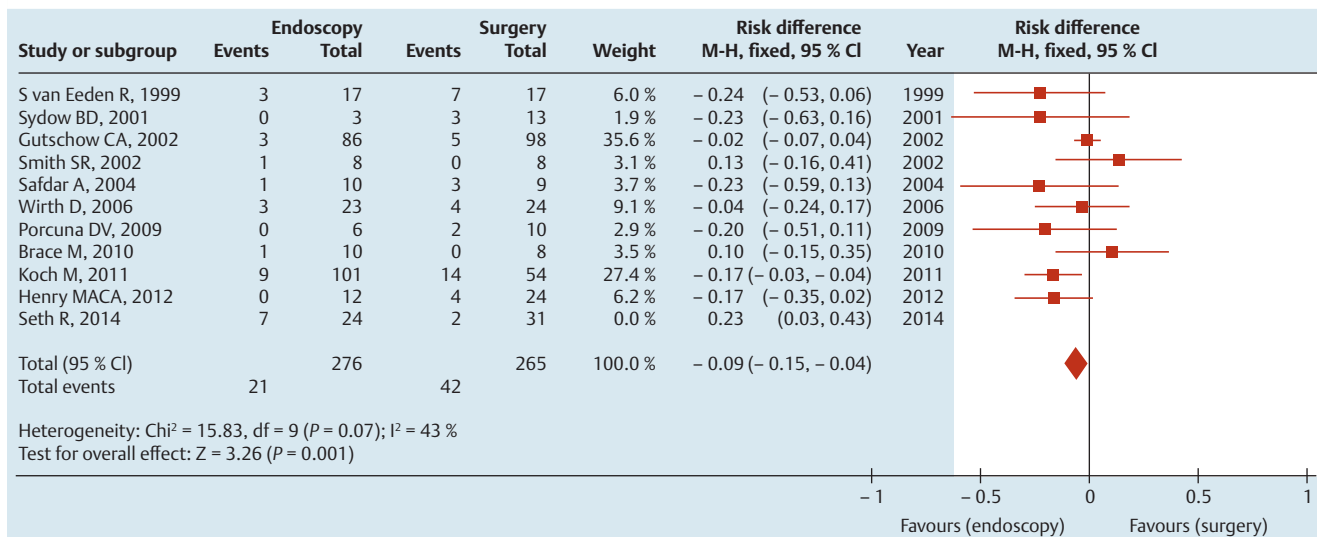 Endoscopy Surgery Risk difference Risk difference
Study or subgroup Events Total Events Total Weight M-H, fixed, 95 % Cl Year M-H, fixed, 95 % Cl
S van Eeden R, 1999 3 17 7 17 6.0 % – 0.24 (– 0.53, 0.06) 1999
Sydow BD, 2001 0 3 3 13 1.9 % – 0.23 (– 0.63, 0.16) 2001
Gutschow CA, 2002 3 86 5 98 35.6 % – 0.02 (– 0.07, 0.04) 2002
Smith SR, 2002 1 8 0 8 3.1 % 0.13 (– 0.16, 0.41) 2002
Safdar A, 2004 1 10 3 9 3.7 % – 0.23 (– 0.59, 0.13) 2004
Wirth D, 2006 3 23 4 24 9.1 % – 0.04 (– 0.24, 0.17) 2006
Porcuna DV, 2009 0 6 2 10 2.9 % – 0.20 (– 0.51, 0.11) 2009
Brace M, 2010 1 10 0 8 3.5 % 0.10 (– 0.15, 0.35) 2010
Koch M, 2011 9 101 14 54 27.4 % – 0.17 (– 0.03, – 0.04) 2011
Henry MACA, 2012 0 12 4 24 6.2 % – 0.17 (– 0.35, 0.02) 2012
Seth R, 2014 7 24 2 31 0.0 % 0.23 (0.03, 0.43) 2014
Total (95 % Cl) 276 265 100.0 % – 0.09 (– 0.15, – 0.04)
Total events 21 42
Heterogeneity: Chi² = 15.83, df = 9 (P = 0.07); I² = 43 %
Test for overall effect: Z = 3.26 (P = 0.001)
– 1 – 0.5 0 0.5 1
Favours (endoscopy) Favours (surgery)